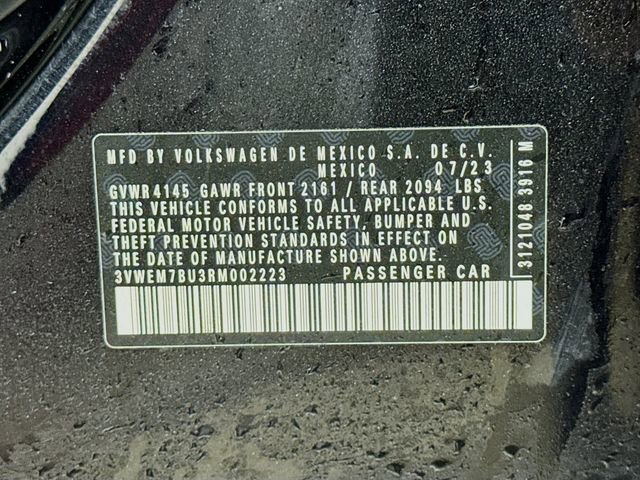 MFD BY VOLKSWAGEN DE MEXICO S.A. DE C.V.
MEXICO 07/23
GVWR4145 GAWR FRONT 2161 / REAR 2094 LBS
THIS VEHICLE CONFORMS TO ALL APPLICABLE U.S.
FEDERAL MOTOR VEHICLE SAFETY, BUMPER AND
THEFT PREVENTION STANDARDS IN EFFECT ON
THE DATE OF MANUFACTURE SHOWN ABOVE.
3VWEM7BU3RM002223 PASSENGER CAR
3121048 3916 M